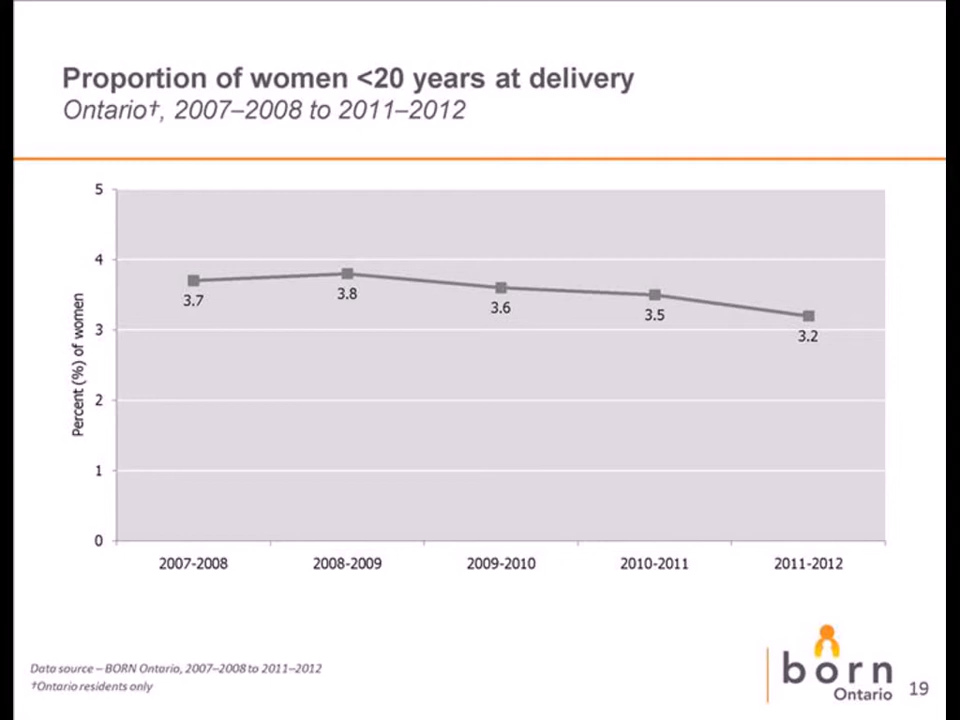 Proportion of women <20 years at delivery
Ontario†, 2007–2008 to 2011–2012
5
4
3
2
1
0
Percent (%) of women
3.7
3.8
3.6
3.5
3.2
2007-2008
2008-2009
2009-2010
2010-2011
2011-2012
Data source – BORN Ontario, 2007–2008 to 2011–2012
†Ontario residents only
born
Ontario
19